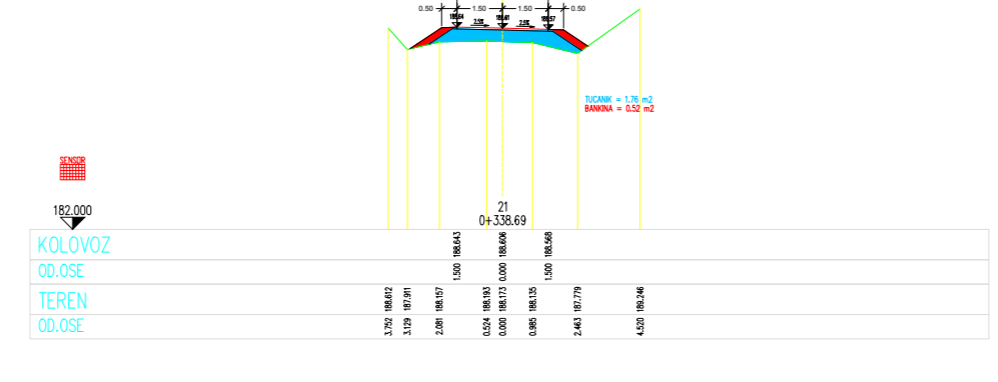 0.50 1.50 1.50 0.50
188.64 188.61 188.57
2.5% 2.5%
TUCANIK = 1.76 m2
BANKINA = 0.52 m2
SENSOR
182.000
21
0+338.69
KOLOVOZ 188.643 188.606 188.568
OD.OSE 1.500 0.000 1.500
TEREN 188.612 187.911 188.157 188.193 188.173 188.135 187.779 189.246
OD.OSE 3.752 3.129 2.081 0.524 0.000 0.985 2.463 4.520